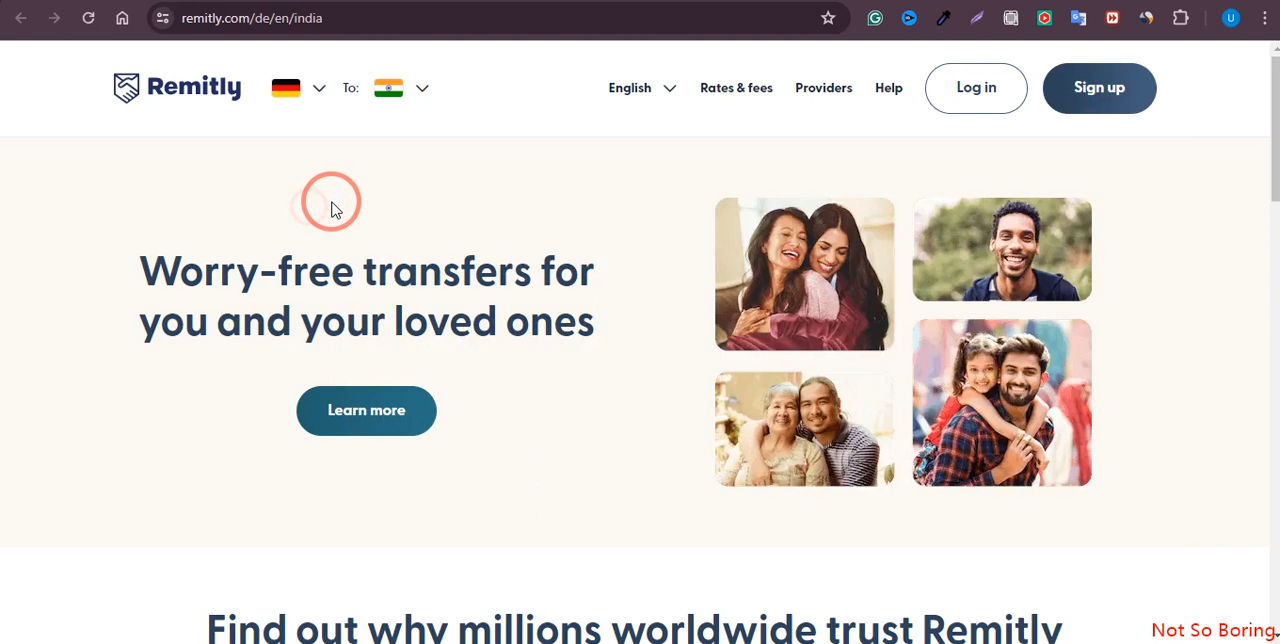 remitly.com/de/en/india
U
Remitly
To:
English
Rates & fees
Providers
Help
Log in
Sign up
Worry-free transfers for
you and your loved ones
Learn more
Find out why millions worldwide trust Remitly
Not So Boring.